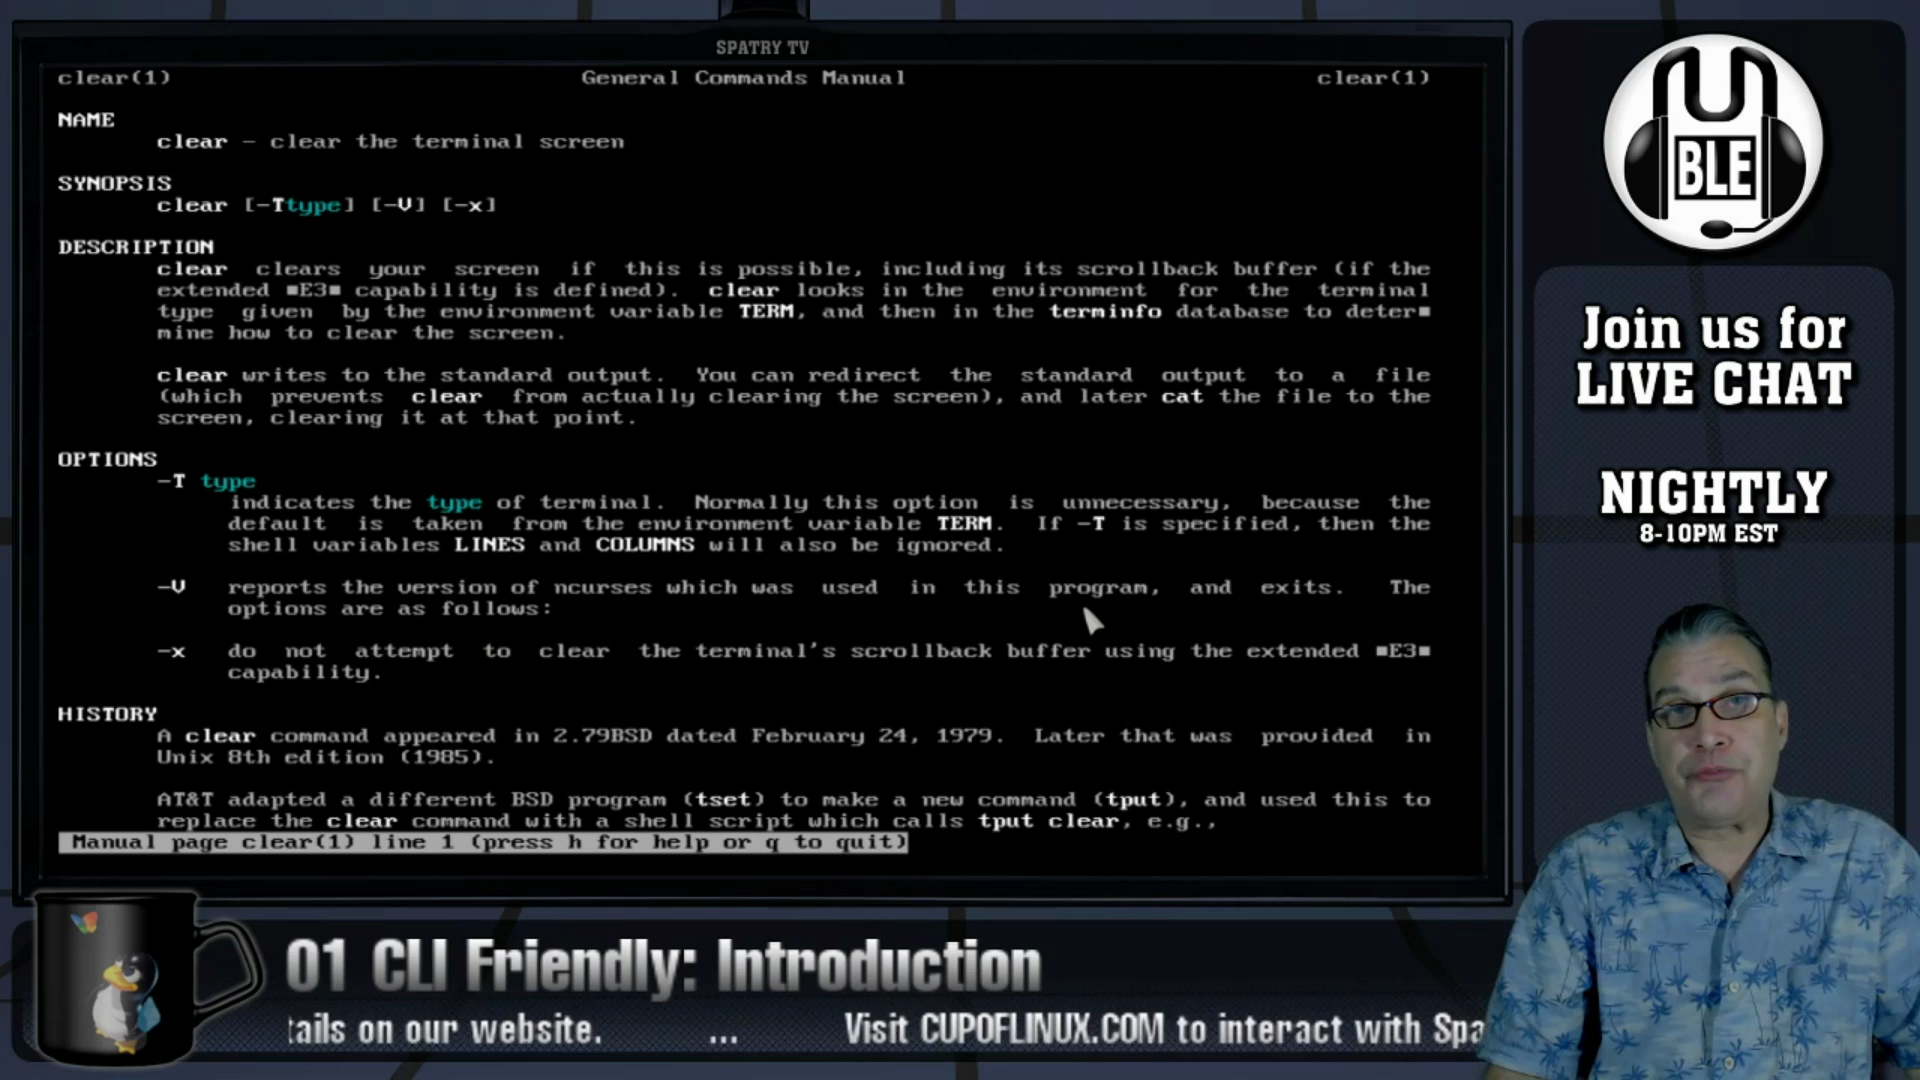 SPATRY TV
clear(1) General Commands Manual clear(1)
NAME
clear - clear the terminal screen
SYNOPSIS
clear [-Ttype] [-V] [-x]
DESCRIPTION
clear clears your screen if this is possible, including its scrollback buffer (if the
extended ■E3■ capability is defined). clear looks in the environment for the terminal
type given by the environment variable TERM, and then in the terminfo database to deter■
mine how to clear the screen.
clear writes to the standard output. You can redirect the standard output to a file
(which prevents clear from actually clearing the screen), and later cat the file to the
screen, clearing it at that point.
OPTIONS
-T type
indicates the type of terminal. Normally this option is unnecessary, because the
default is taken from the environment variable TERM. If -T is specified, then the
shell variables LINES and COLUMNS will also be ignored.
-V reports the version of ncurses which was used in this program, and exits. The
options are as follows:
-x do not attempt to clear the terminal's scrollback buffer using the extended ■E3■
capability.
HISTORY
A clear command appeared in 2.79BSD dated February 24, 1979. Later that was provided in
Unix 8th edition (1985).
AT&T adapted a different BSD program (tset) to make a new command (tput), and used this to
replace the clear command with a shell script which calls tput clear, e.g.,
Manual page clear(1) line 1 (press h for help or q to quit)
BLE
Join us for
LIVE CHAT
NIGHTLY
8-10PM EST
01 CLI Friendly: Introduction
tails on our website. ... Visit CUPOFLINUX.COM to interact with Spa